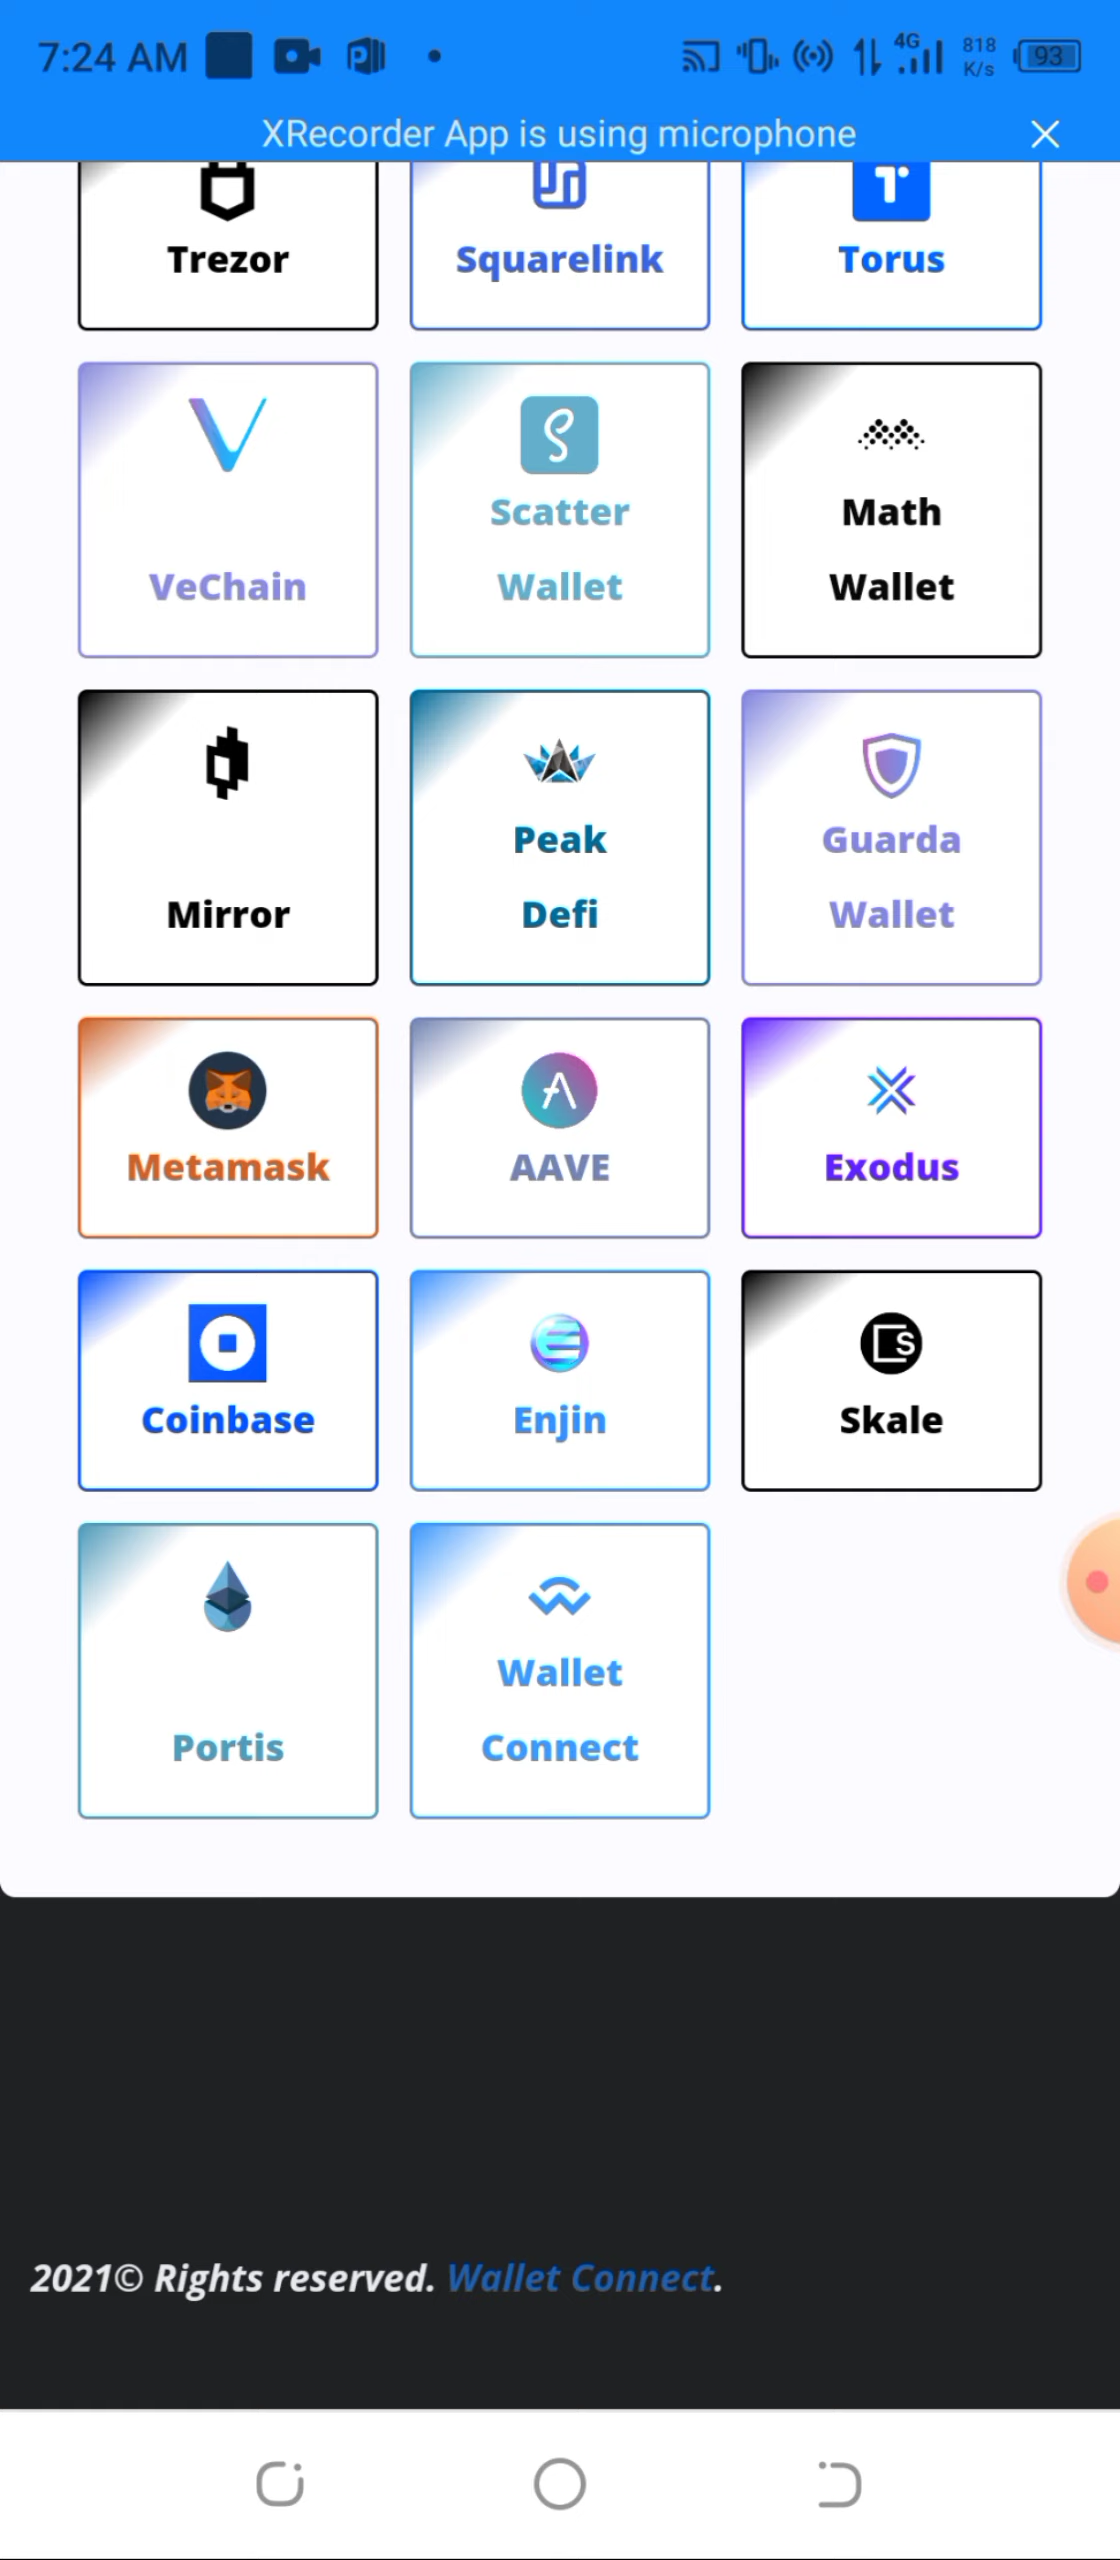 7:24 AM
4G
818
K/s
93
XRecorder App is using microphone
Trezor
Squarelink
Torus
VeChain
Scatter
Wallet
Math
Wallet
Mirror
Peak
Defi
Guarda
Wallet
Metamask
AAVE
Exodus
Coinbase
Enjin
Skale
Portis
Wallet
Connect
2021© Rights reserved. Wallet Connect.